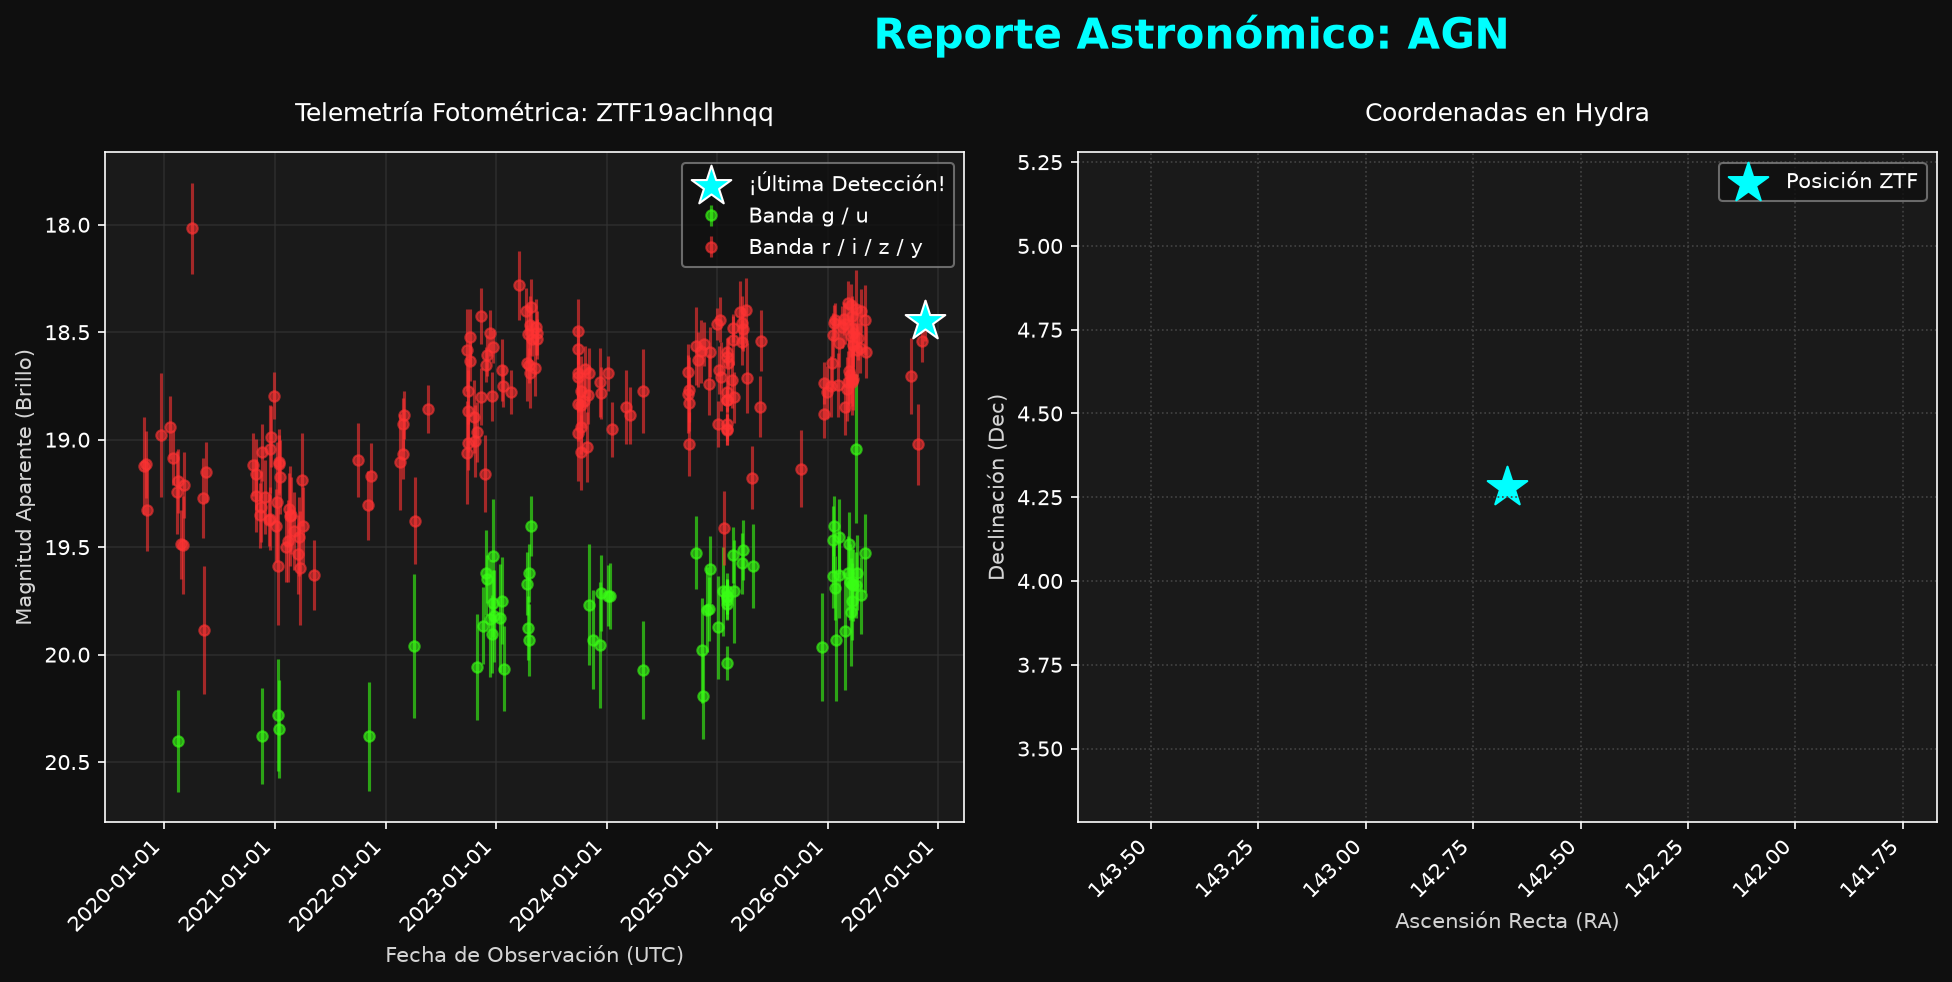 Reporte Astronómico: AGN
Telemetría Fotométrica: ZTF19aclhnqq
Magnitud Aparente (Brillo)
18.0
18.5
19.0
19.5
20.0
20.5
¡Última Detección!
Banda g / u
Banda r / i / z / y
2020-01-01
2021-01-01
2022-01-01
2023-01-01
2024-01-01
2025-01-01
2026-01-01
2027-01-01
Fecha de Observación (UTC)
Coordenadas en Hydra
Declinación (Dec)
5.25
5.00
4.75
4.50
4.25
4.00
3.75
3.50
Posición ZTF
143.50
143.25
143.00
142.75
142.50
142.25
142.00
141.75
Ascensión Recta (RA)